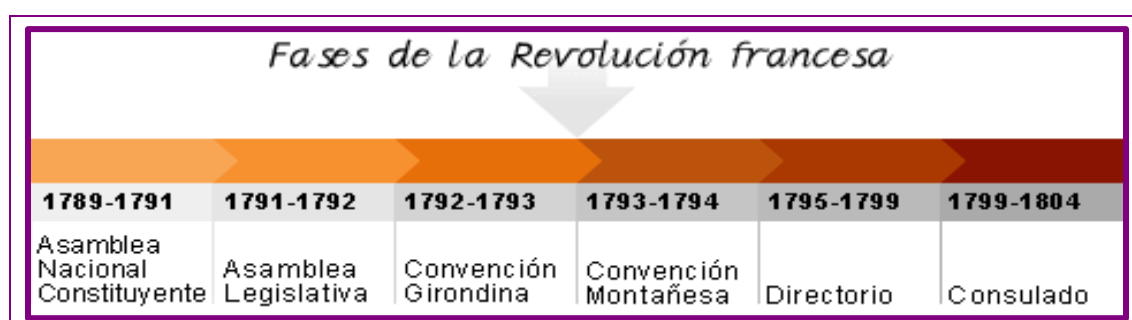 Fases de la Revolución francesa
1789-1791
1791-1792
1792-1793
1793-1794
1795-1799
1799-1804
Asamblea
Nacional
Constituyente
Asamblea
Legislativa
Convención
Girondina
Convención
Montañesa
Directorio
Consulado